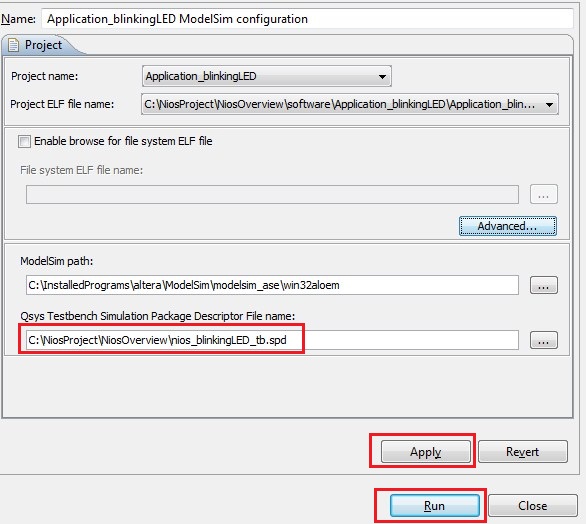 Name: Application_blinkingLED ModelSim configuration
Project
Project name: Application_blinkingLED
Project ELF file name: C:\NiosProject\NiosOverview\software\Application_blinkingLED\Application_blin...
Enable browse for file system ELF file
File system ELF file name:
...
Advanced...
ModelSim path:
C:\InstalledPrograms\altera\ModelSim\modelsim_ase\win32aloem ...
Qsys Testbench Simulation Package Descriptor File name:
C:\NiosProject\NiosOverview\nios_blinkingLED_tb.spd ...
Apply Revert
Run Close